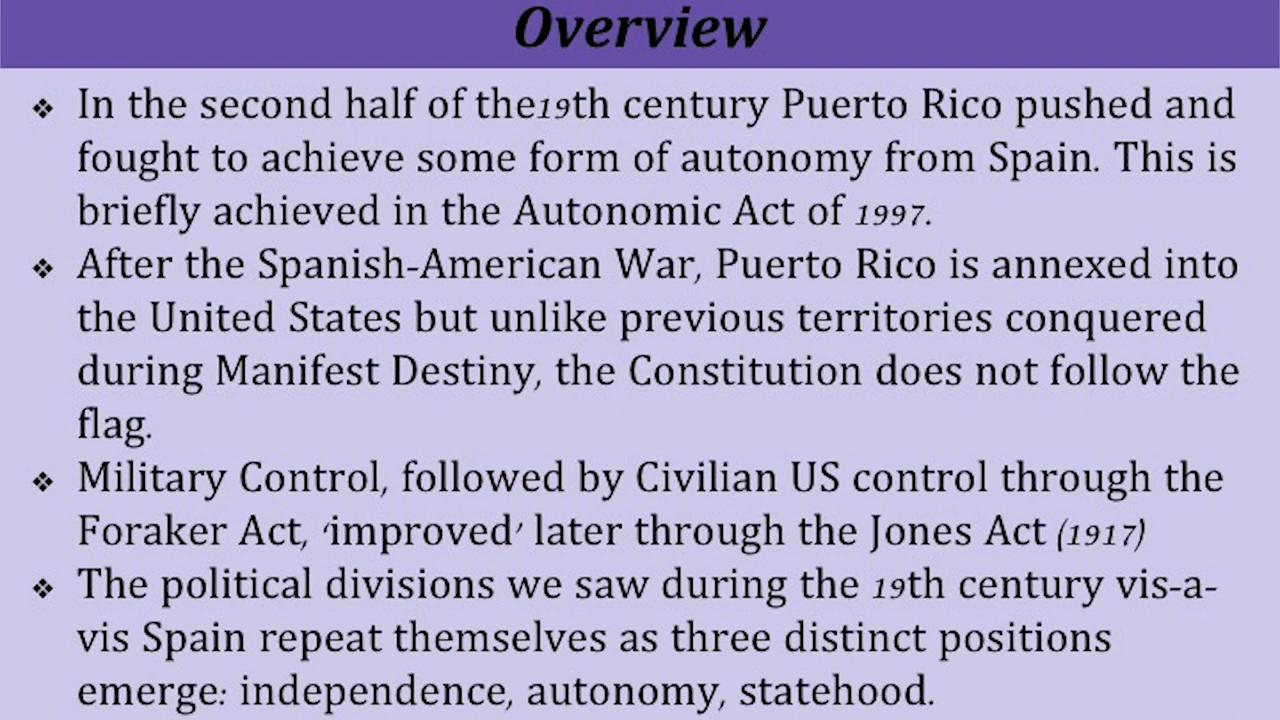 Overview
❖ In the second half of the19th century Puerto Rico pushed and
fought to achieve some form of autonomy from Spain. This is
briefly achieved in the Autonomic Act of 1997.
❖ After the Spanish-American War, Puerto Rico is annexed into
the United States but unlike previous territories conquered
during Manifest Destiny, the Constitution does not follow the
flag.
❖ Military Control, followed by Civilian US control through the
Foraker Act, ‘improved’ later through the Jones Act (1917)
❖ The political divisions we saw during the 19th century vis-a-
vis Spain repeat themselves as three distinct positions
emerge: independence, autonomy, statehood.